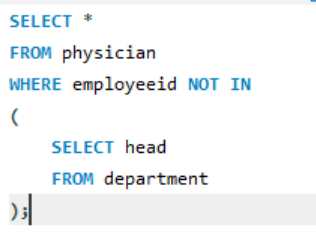 SELECT *
FROM physician
WHERE employeeid NOT IN
(
    SELECT head
    FROM department
);